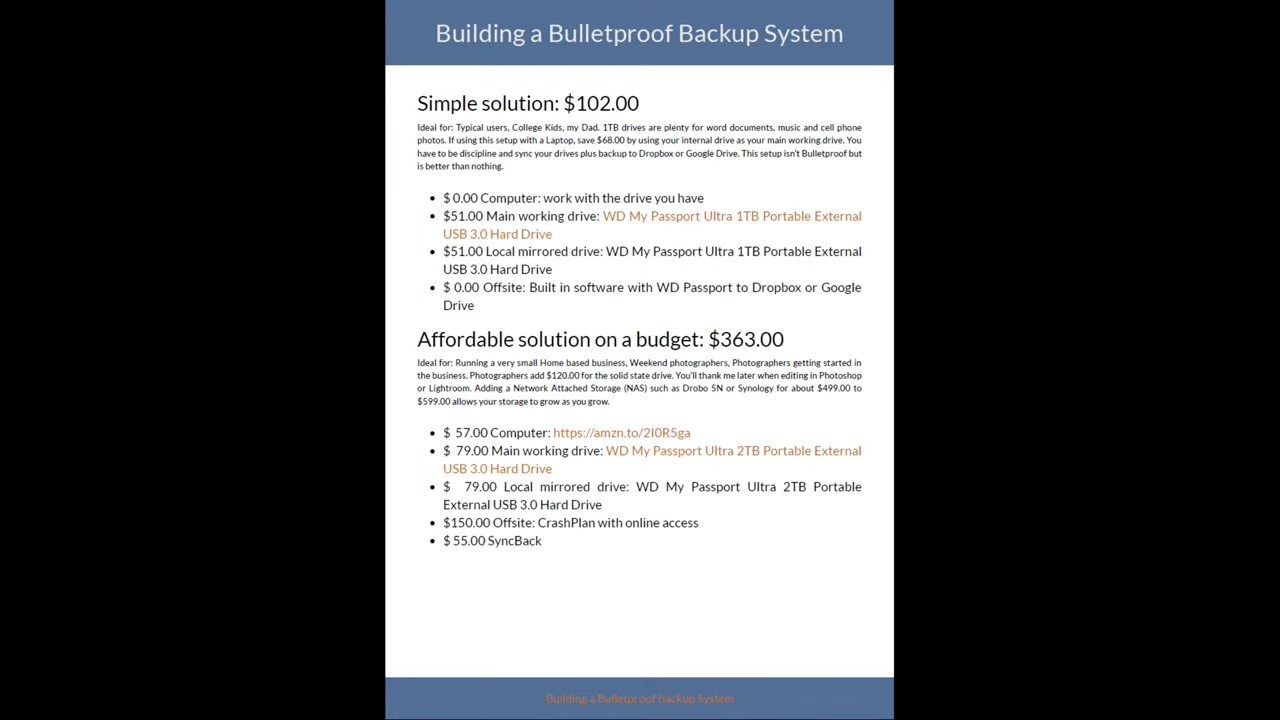 Building a Bulletproof Backup System
Simple solution: $102.00
Ideal for: Typical users, College Kids, my Dad. 1TB drives are plenty for word documents, music and cell phone
photos. If using this setup with a Laptop, save $68.00 by using your internal drive as your main working drive. You
have to be discipline and sync your drives plus backup to Dropbox or Google Drive. This setup isn't Bulletproof but
is better than nothing.
• $ 0.00 Computer: work with the drive you have
• $51.00 Main working drive: WD My Passport Ultra 1TB Portable External
USB 3.0 Hard Drive
• $51.00 Local mirrored drive: WD My Passport Ultra 1TB Portable External
USB 3.0 Hard Drive
• $ 0.00 Offsite: Built in software with WD Passport to Dropbox or Google
Drive
Affordable solution on a budget: $363.00
Ideal for: Running a very small Home based business, Weekend photographers, Photographers getting started in
the business. Photographers add $120.00 for the solid state drive. You'll thank me later when editing in Photoshop
or Lightroom. Adding a Network Attached Storage (NAS) such as Drobo 5N or Synology for about $499.00 to
$599.00 allows your storage to grow as you grow.
• $ 57.00 Computer: https://amzn.to/2I0R5ga
• $ 79.00 Main working drive: WD My Passport Ultra 2TB Portable External
USB 3.0 Hard Drive
• $ 79.00 Local mirrored drive: WD My Passport Ultra 2TB Portable
External USB 3.0 Hard Drive
• $150.00 Offsite: CrashPlan with online access
• $ 55.00 SyncBack
Building a Bulletproof Backup System